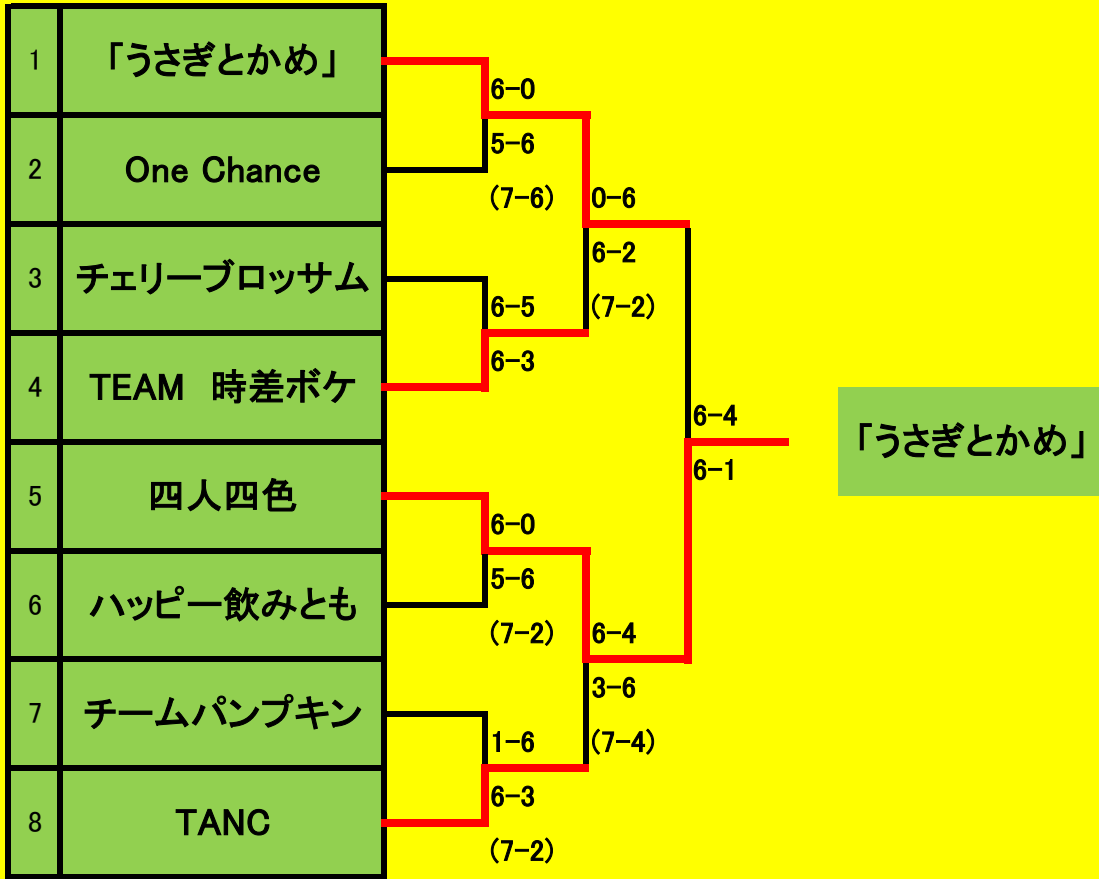 1 「うさぎとかめ」
6-0
5-6
(7-6)
2 One Chance
0-6
6-2
(7-2)
3 チェリーブロッサム
6-5
6-3
4 TEAM 時差ボケ
6-4
6-1
「うさぎとかめ」
5 四人四色
6-0
5-6
(7-2)
6 ハッピー飲みとも
6-4
3-6
(7-4)
7 チームパンプキン
1-6
6-3
(7-2)
8 TANC